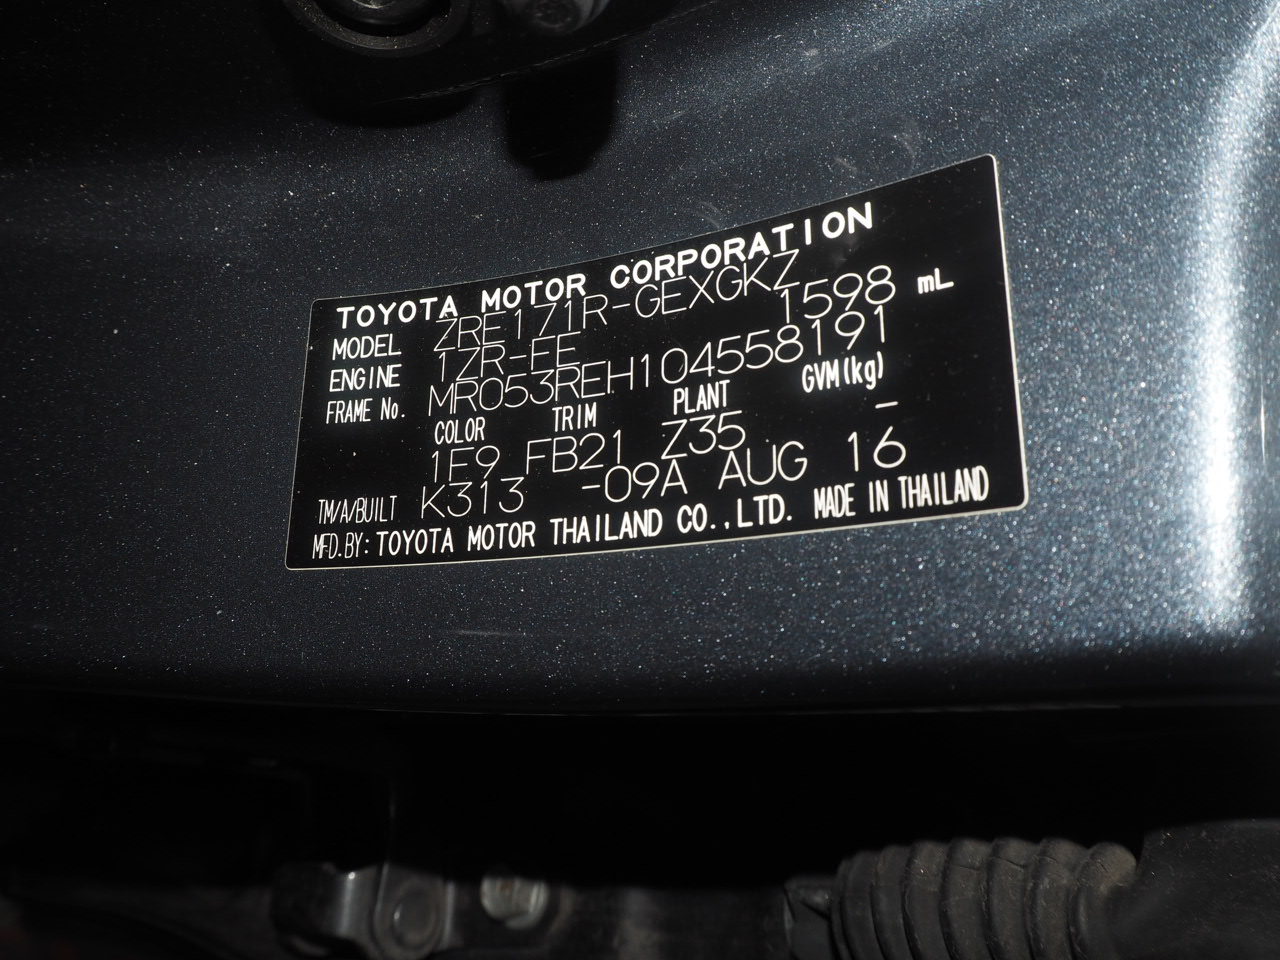 TOYOTA MOTOR CORPORATION
MODEL ZRE171R-GEXGKZ
ENGINE 1ZR-FE 1598 mL
FRAME No. MR053REH104558191
COLOR TRIM PLANT GVM(kg)
1E9 FB21 Z35 -
TM/A/BUILT K313 -09A AUG 16
MFD.BY: TOYOTA MOTOR THAILAND CO.,LTD. MADE IN THAILAND